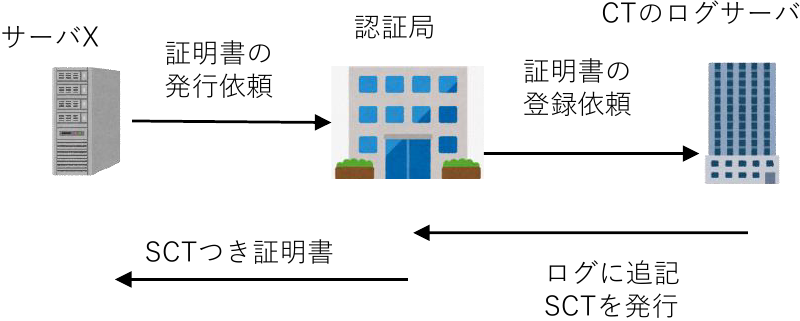 サーバX
証明書の
発行依頼
認証局
証明書の
登録依頼
CTのログサーバ
ログに追記
SCTを発行
SCTつき証明書